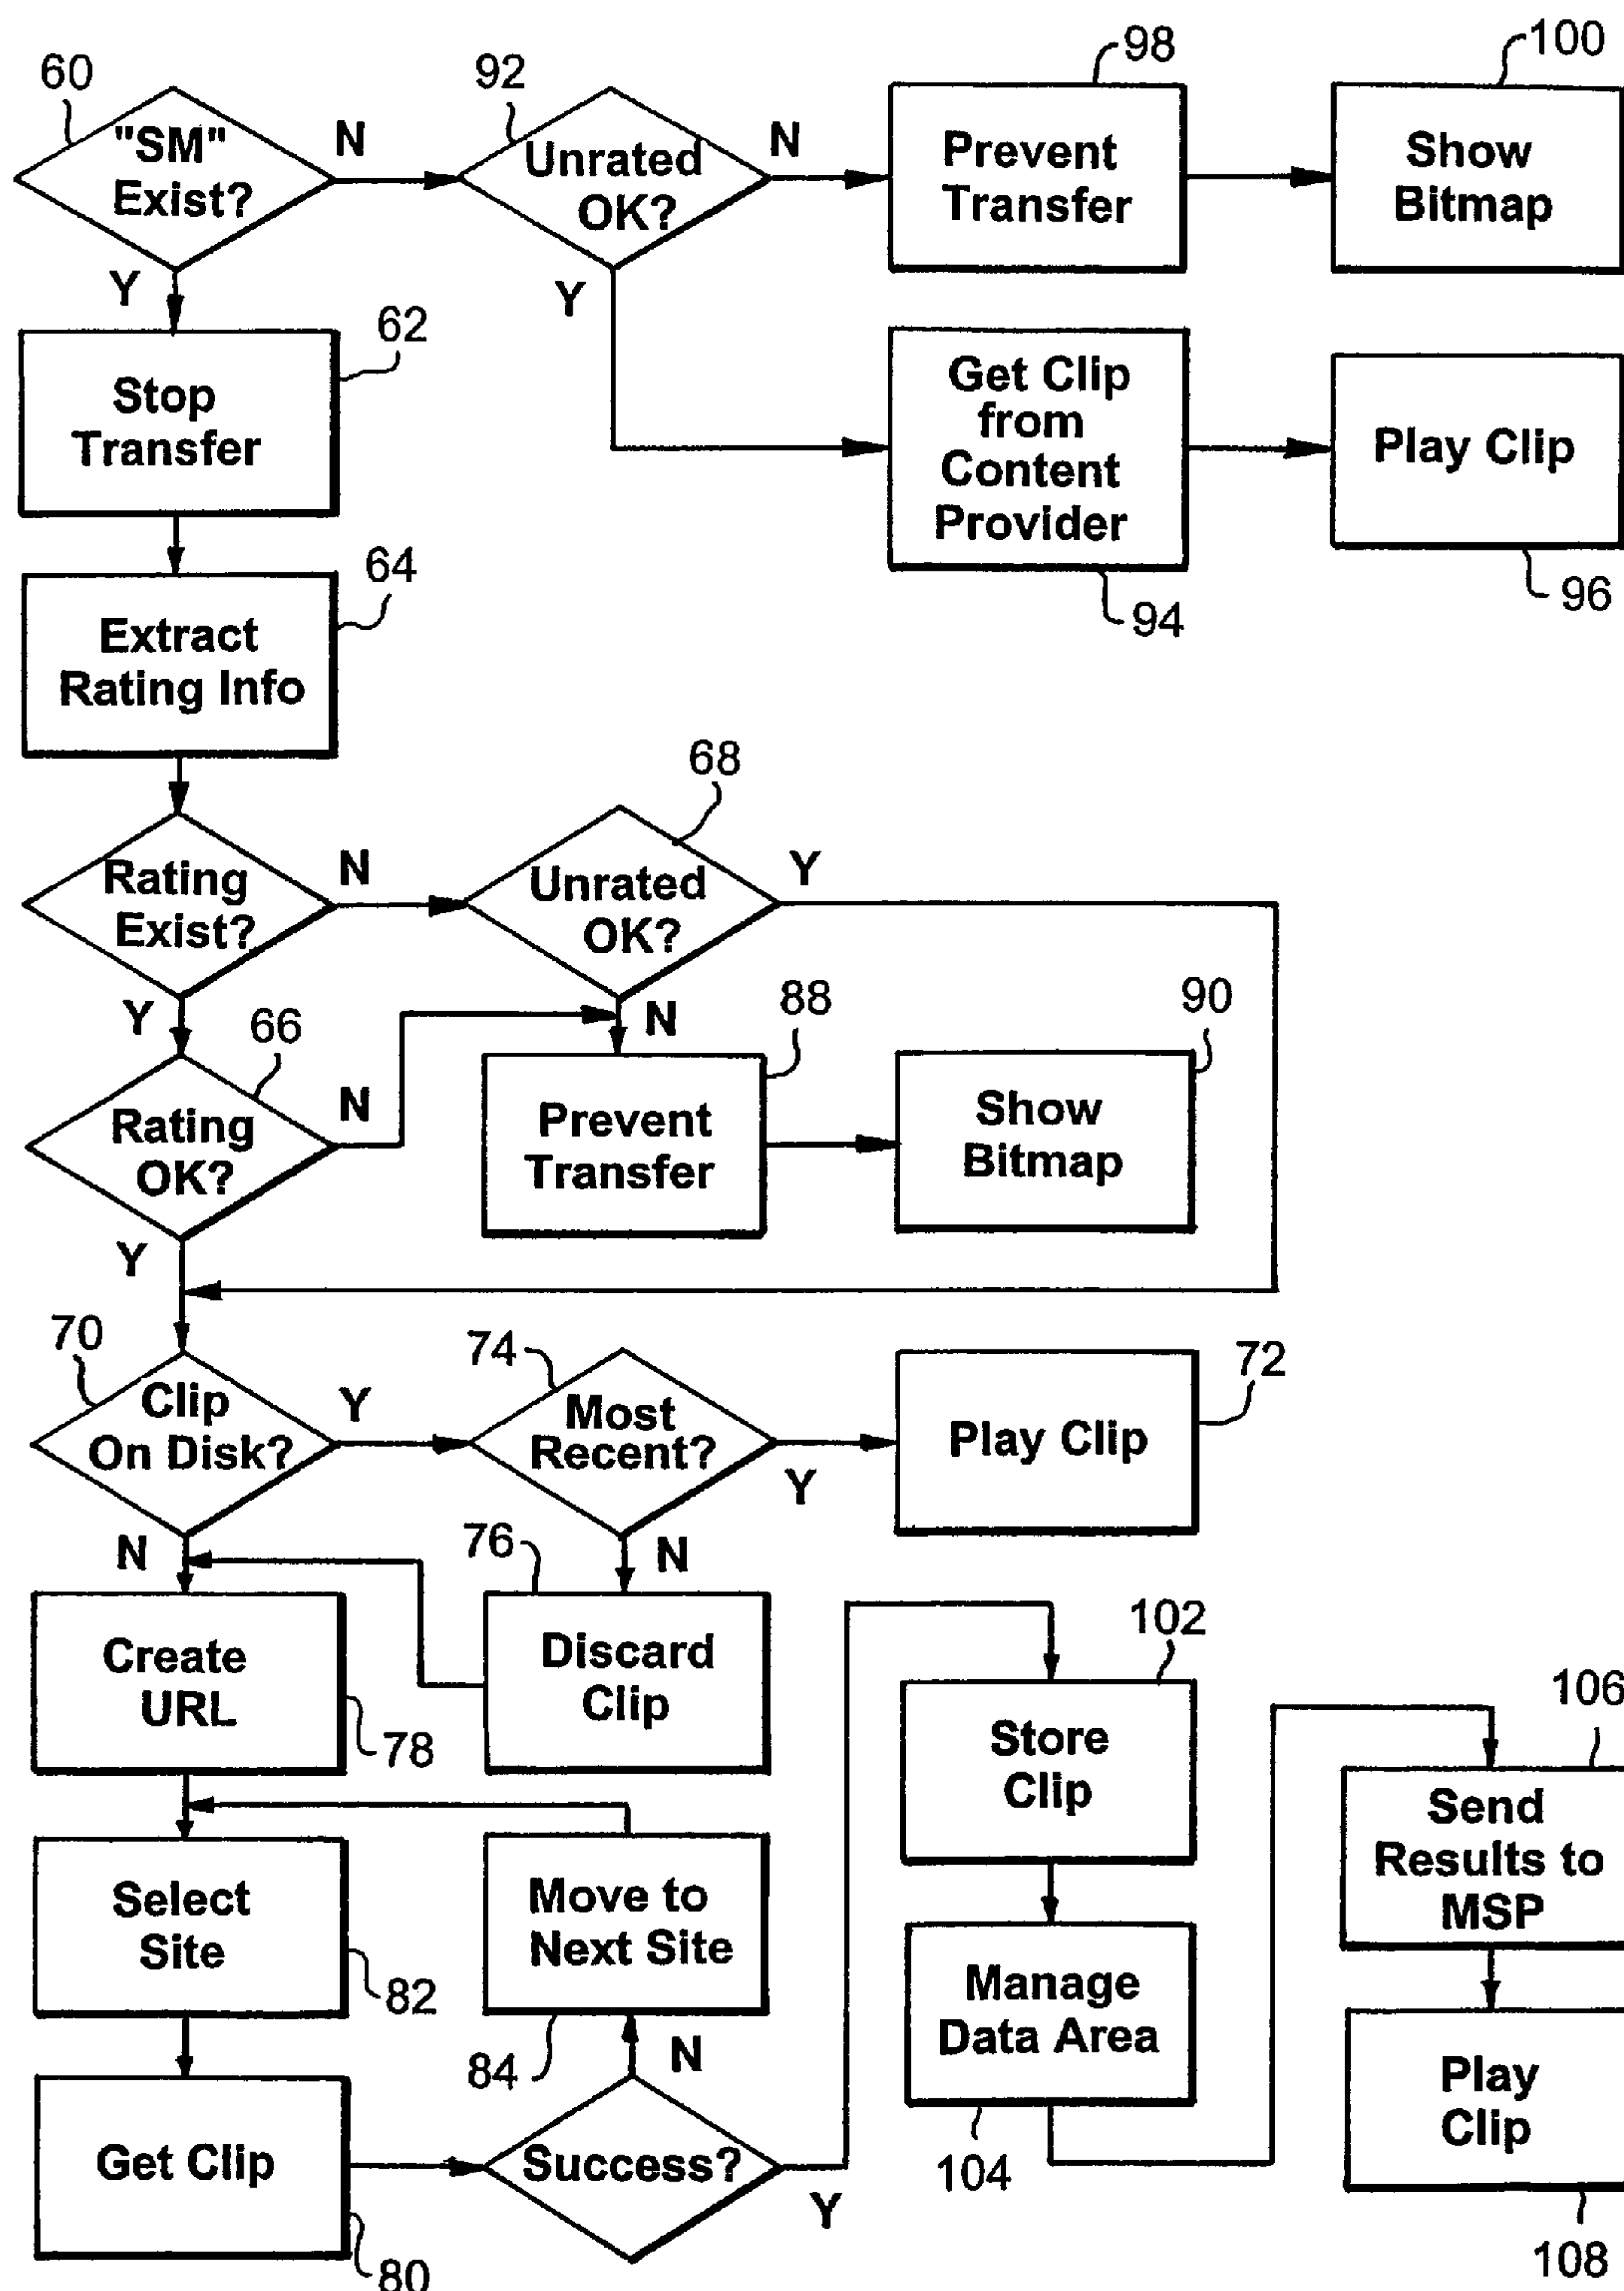 60
"SM"
Exist?
N
Y
92
Unrated
OK?
N
Y
98
Prevent
Transfer
100
Show
Bitmap
62
Stop
Transfer
Get Clip
from
Content
Provider
94
Play Clip
96
64
Extract
Rating Info
Rating
Exist?
N
Y
68
Unrated
OK?
Y
N
66
Rating
OK?
N
Y
88
Prevent
Transfer
90
Show
Bitmap
70
Clip
On Disk?
Y
N
74
Most
Recent?
Y
N
72
Play Clip
76
Discard
Clip
Create
URL
78
Select
Site
82
Move to
Next Site
84
N
Get Clip
80
Success?
Y
102
Store
Clip
Manage
Data Area
104
106
Send
Results to
MSP
Play
Clip
108